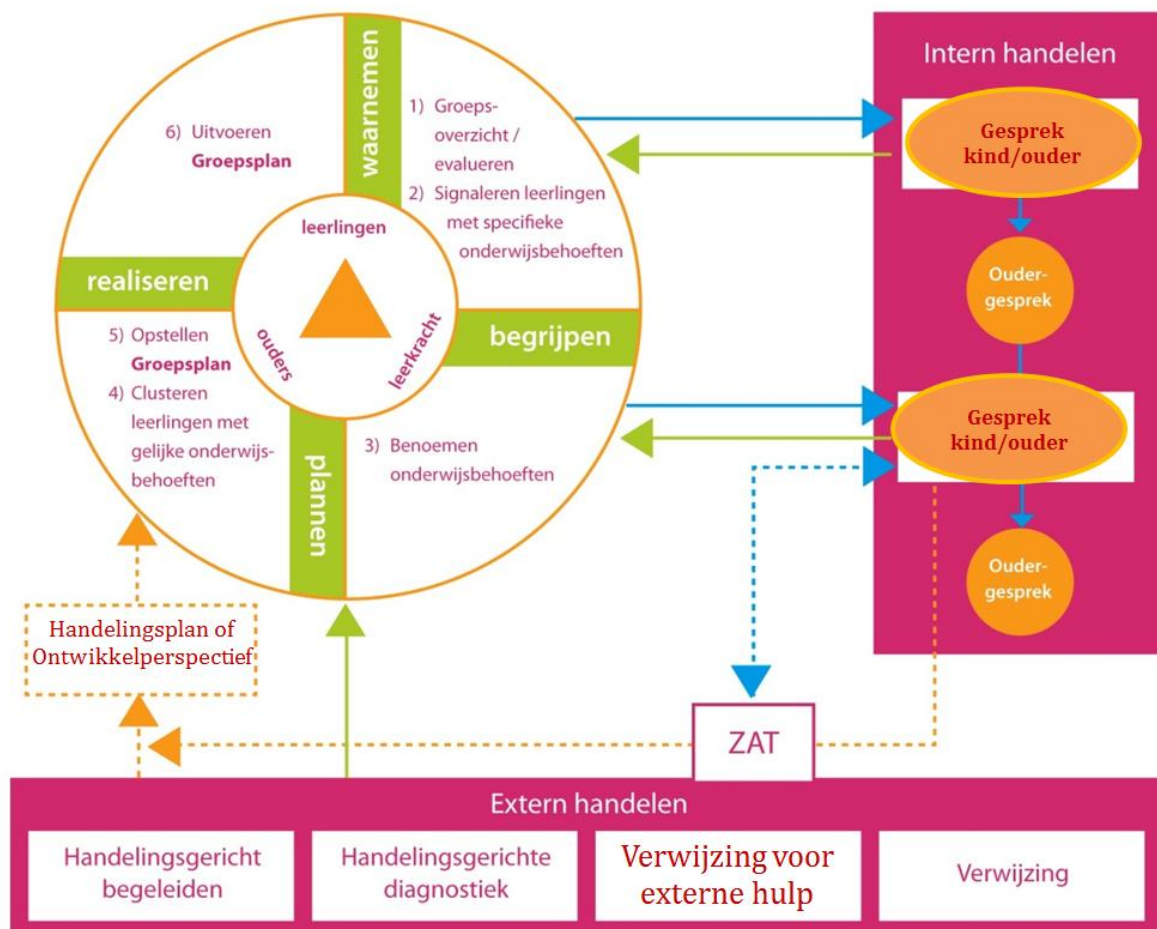 waarnemen
1) Groeps-
overzicht /
evalueren
2) Signaleren leerlingen
met specifieke
onderwijsbehoeften
begrijpen
3) Benoemen
onderwijsbehoeften
plannen
5) Opstellen
Groepsplan
4) Clusteren
leerlingen met
gelijke onderwijs-
behoeften
realiseren
6) Uitvoeren
Groepsplan
leerlingen
ouders
leerkracht
Intern handelen
Gesprek
kind/ouder
Ouder-
gesprek
Gesprek
kind/ouder
Ouder-
gesprek
Handelingsplan of
Ontwikkelperspectief
ZAT
Extern handelen
Handelingsgericht
begeleiden
Handelingsgerichte
diagnostiek
Verwijzing voor
externe hulp
Verwijzing